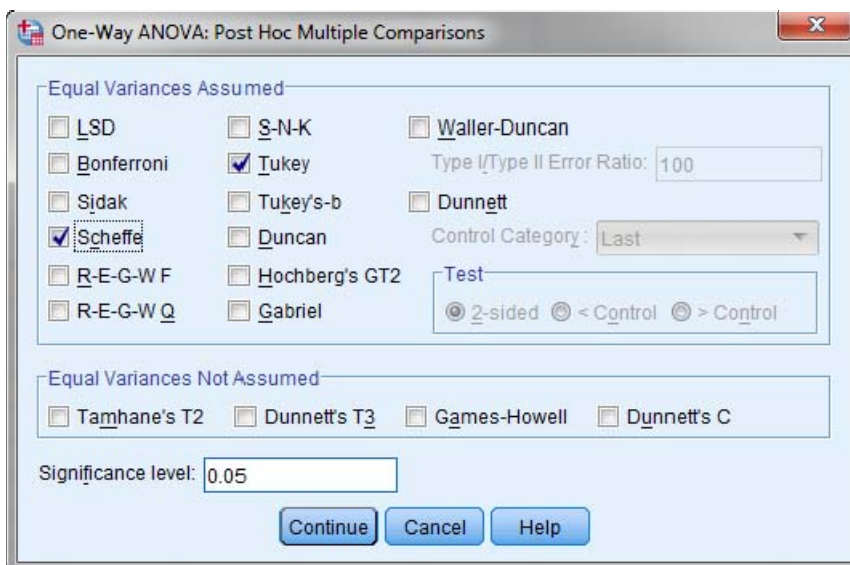 One-Way ANOVA: Post Hoc Multiple Comparisons
Equal Variances Assumed
LSD S-N-K Waller-Duncan
Bonferroni Tukey Type I/Type II Error Ratio: 100
Sidak Tukey's-b Dunnett
Scheffe Duncan Control Category: Last
R-E-G-W F Hochberg's GT2 Test
R-E-G-W Q Gabriel 2-sided < Control > Control
Equal Variances Not Assumed
Tamhane's T2 Dunnett's T3 Games-Howell Dunnett's C
Significance level: 0.05
Continue Cancel Help